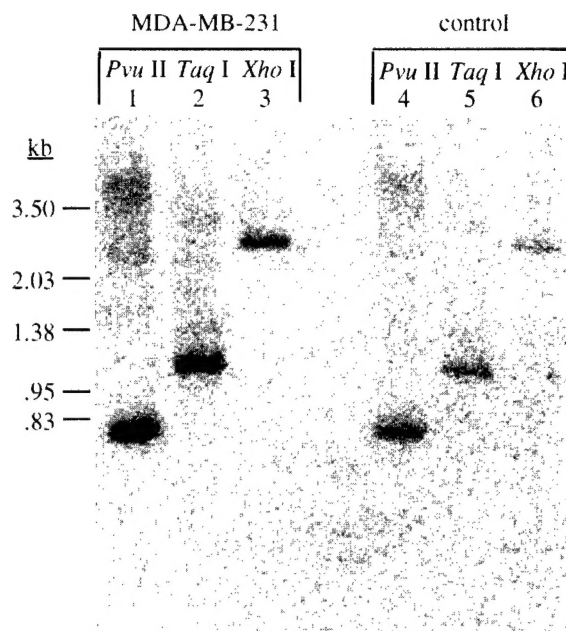 MDA-MB-231 control
Pvu II Taq I Xho I Pvu II Taq I Xho I
1 2 3 4 5 6
kb
3.50
2.03
1.38
.95
.83